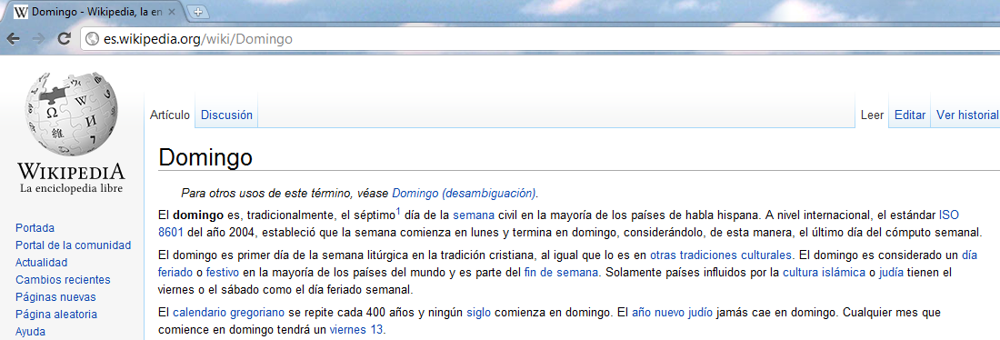 Domingo - Wikipedia, la en
es.wikipedia.org/wiki/Domingo
WIKIPEDIA
La enciclopedia libre
Portada
Portal de la comunidad
Actualidad
Cambios recientes
Páginas nuevas
Página aleatoria
Ayuda
Artículo Discusión Leer Editar Ver historial
Domingo
Para otros usos de este término, véase Domingo (desambiguación).
El domingo es, tradicionalmente, el séptimo1 día de la semana civil en la mayoría de los países de habla hispana. A nivel internacional, el estándar ISO
8601 del año 2004, estableció que la semana comienza en lunes y termina en domingo, considerándolo, de esta manera, el último día del cómputo semanal.
El domingo es primer día de la semana litúrgica en la tradición cristiana, al igual que lo es en otras tradiciones culturales. El domingo es considerado un día
feriado o festivo en la mayoría de los países del mundo y es parte del fin de semana. Solamente países influidos por la cultura islámica o judía tienen el
viernes o el sábado como el día feriado semanal.
El calendario gregoriano se repite cada 400 años y ningún siglo comienza en domingo. El año nuevo judío jamás cae en domingo. Cualquier mes que
comience en domingo tendrá un viernes 13.